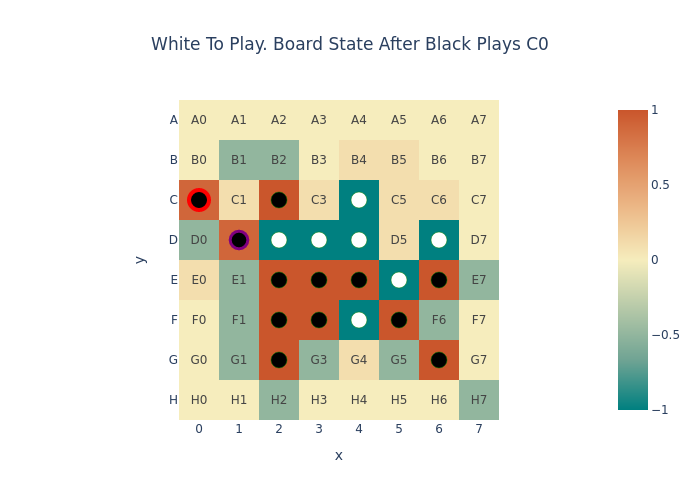 White To Play. Board State After Black Plays C0
A A0 A1 A2 A3 A4 A5 A6 A7
B B0 B1 B2 B3 B4 B5 B6 B7
C C1 C3 C5 C6 C7
D D0 D5 D7
E E0 E1 E7
F F0 F1 F6 F7
G G0 G1 G3 G4 G5 G7
H H0 H1 H2 H3 H4 H5 H6 H7
0 1 2 3 4 5 6 7
x
y
1
0.5
0
−0.5
−1